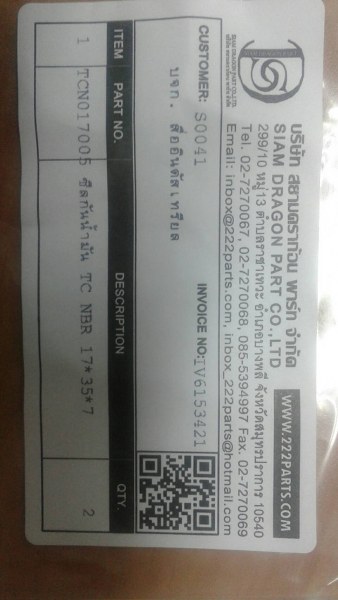 บริษัท สยามดราก้อน พาร์ท จำกัด
SIAM DRAGON PART CO.,LTD
WWW.222PARTS.COM
299/10 หมู่13 ตำบลราชาเทวะ อำเภอบางพลี จังหวัดสมุทรปราการ 10540
Tel. 02-7270067, 02-7270068, 085-5394997 Fax. 02-7270069
Email: inbox@222parts.com, inbox_222parts@hotmail.com
SIAM DRAGON PART CO.,LTD.
บริษัท สยามดราก้อน พาร์ท จำกัด
CUSTOMER: S0041 INVOICE NO: IV6153421
บจก. สื่ออินดัสเทรียล
ITEM PART NO. DESCRIPTION QTY.
1 TCN017005 ซีลกันน้ำมัน TC NBR 17*35*7 2